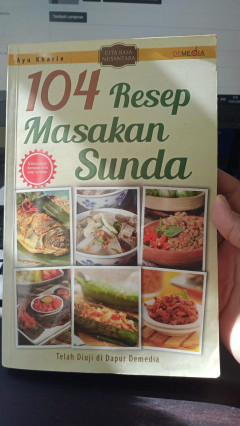 CITA RASA
NUSANTARA
DEMEDIA
Ayu Kharie
104 Resep
Masakan
Sunda
Telah Diuji di Dapur Demedia